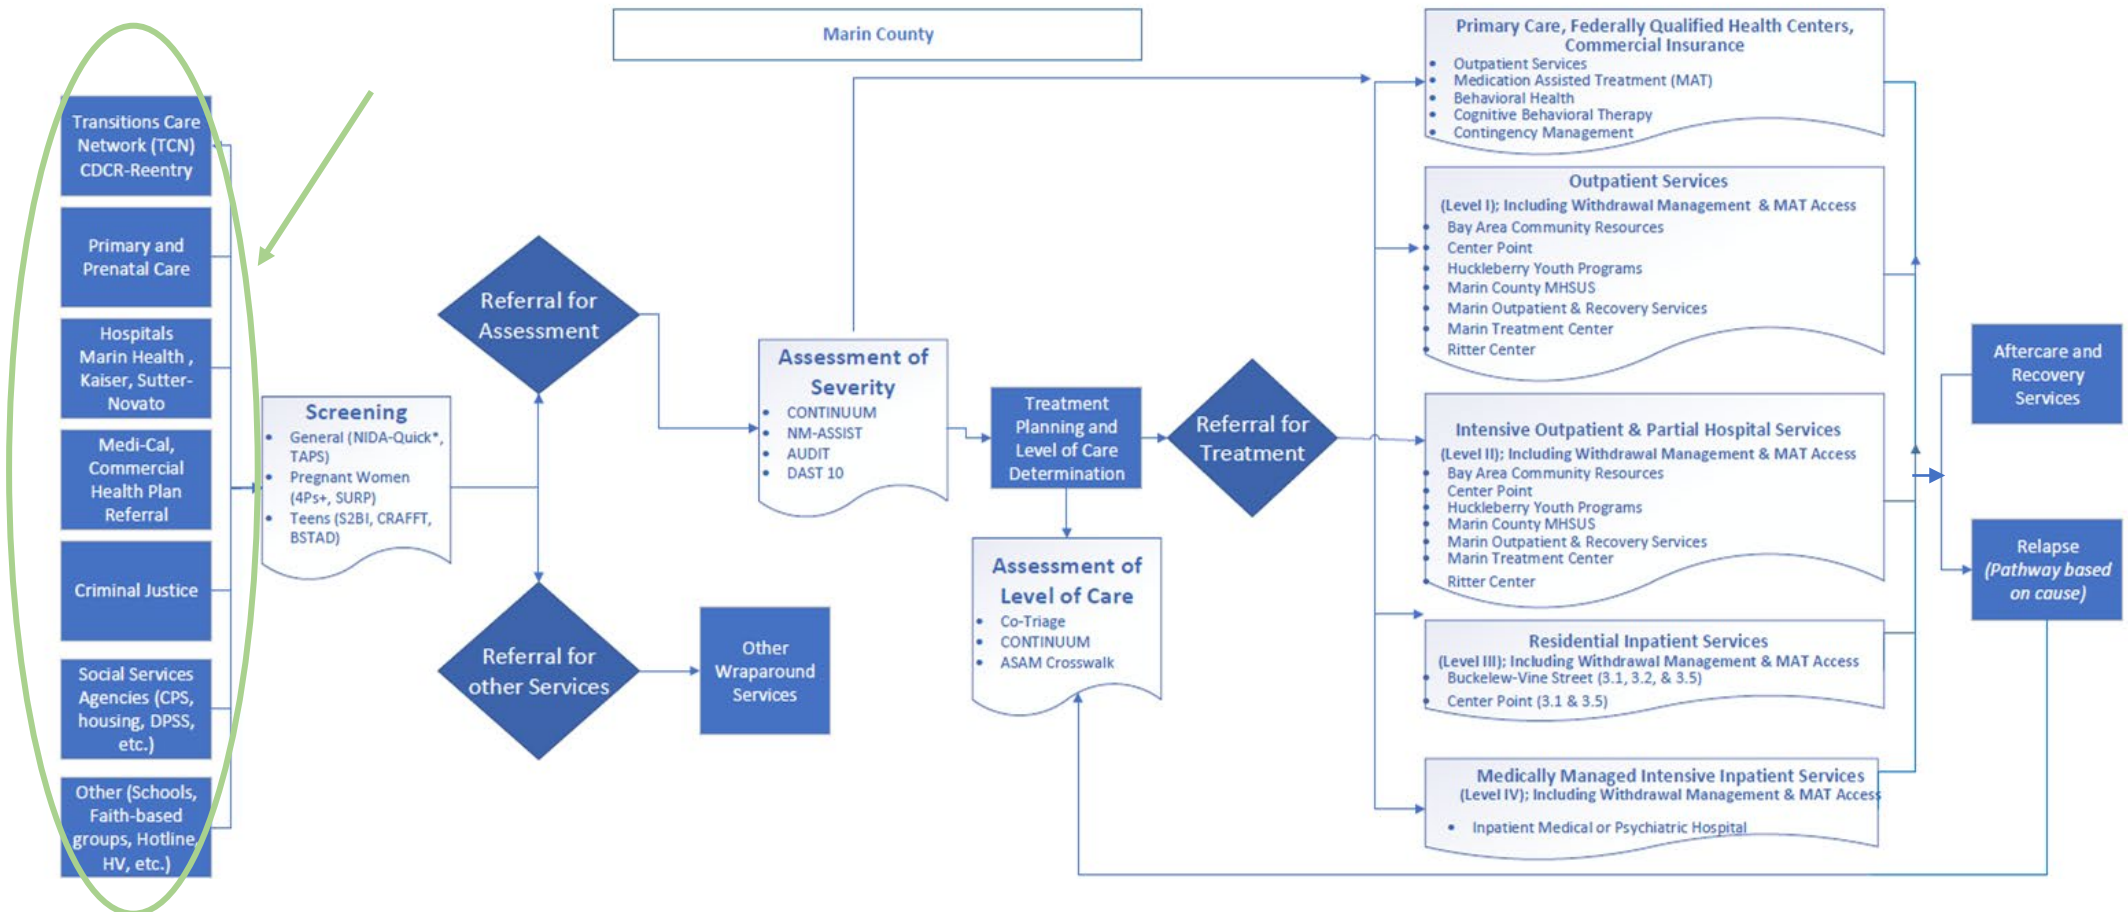 Marin County
Transitions Care
Network (TCN)
CDCR-Reentry
Primary and
Prenatal Care
Hospitals
Marin Health ,
Kaiser, Sutter-
Novato
Medi-Cal,
Commercial
Health Plan
Referral
Criminal Justice
Social Services
Agencies (CPS,
housing, DPSS,
etc.)
Other (Schools,
Faith-based
groups, Hotline,
HV, etc.)
Screening
• General (NIDA-Quick*,
TAPS)
• Pregnant Women
(4Ps+, SURP)
• Teens (S2BI, CRAFFT,
BSTAD)
Referral for
Assessment
Referral for
other Services
Other
Wraparound
Services
Assessment of
Severity
• CONTINUUM
• NM-ASSIST
• AUDIT
• DAST 10
Treatment
Planning and
Level of Care
Determination
Assessment of
Level of Care
• Co-Triage
• CONTINUUM
• ASAM Crosswalk
Referral for
Treatment
Primary Care, Federally Qualified Health Centers,
Commercial Insurance
• Outpatient Services
• Medication Assisted Treatment (MAT)
• Behavioral Health
• Cognitive Behavioral Therapy
• Contingency Management
Outpatient Services
(Level I); Including Withdrawal Management & MAT Access
• Bay Area Community Resources
• Center Point
• Huckleberry Youth Programs
• Marin County MHSUS
• Marin Outpatient & Recovery Services
• Marin Treatment Center
• Ritter Center
Intensive Outpatient & Partial Hospital Services
(Level II); Including Withdrawal Management & MAT Access
• Bay Area Community Resources
• Center Point
• Huckleberry Youth Programs
• Marin County MHSUS
• Marin Outpatient & Recovery Services
• Marin Treatment Center
• Ritter Center
Residential Inpatient Services
(Level III); Including Withdrawal Management & MAT Access
• Buckelew-Vine Street (3.1, 3.2, & 3.5)
• Center Point (3.1 & 3.5)
Medically Managed Intensive Inpatient Services
(Level IV); Including Withdrawal Management & MAT Access
• Inpatient Medical or Psychiatric Hospital
Aftercare and
Recovery
Services
Relapse
(Pathway based
on cause)